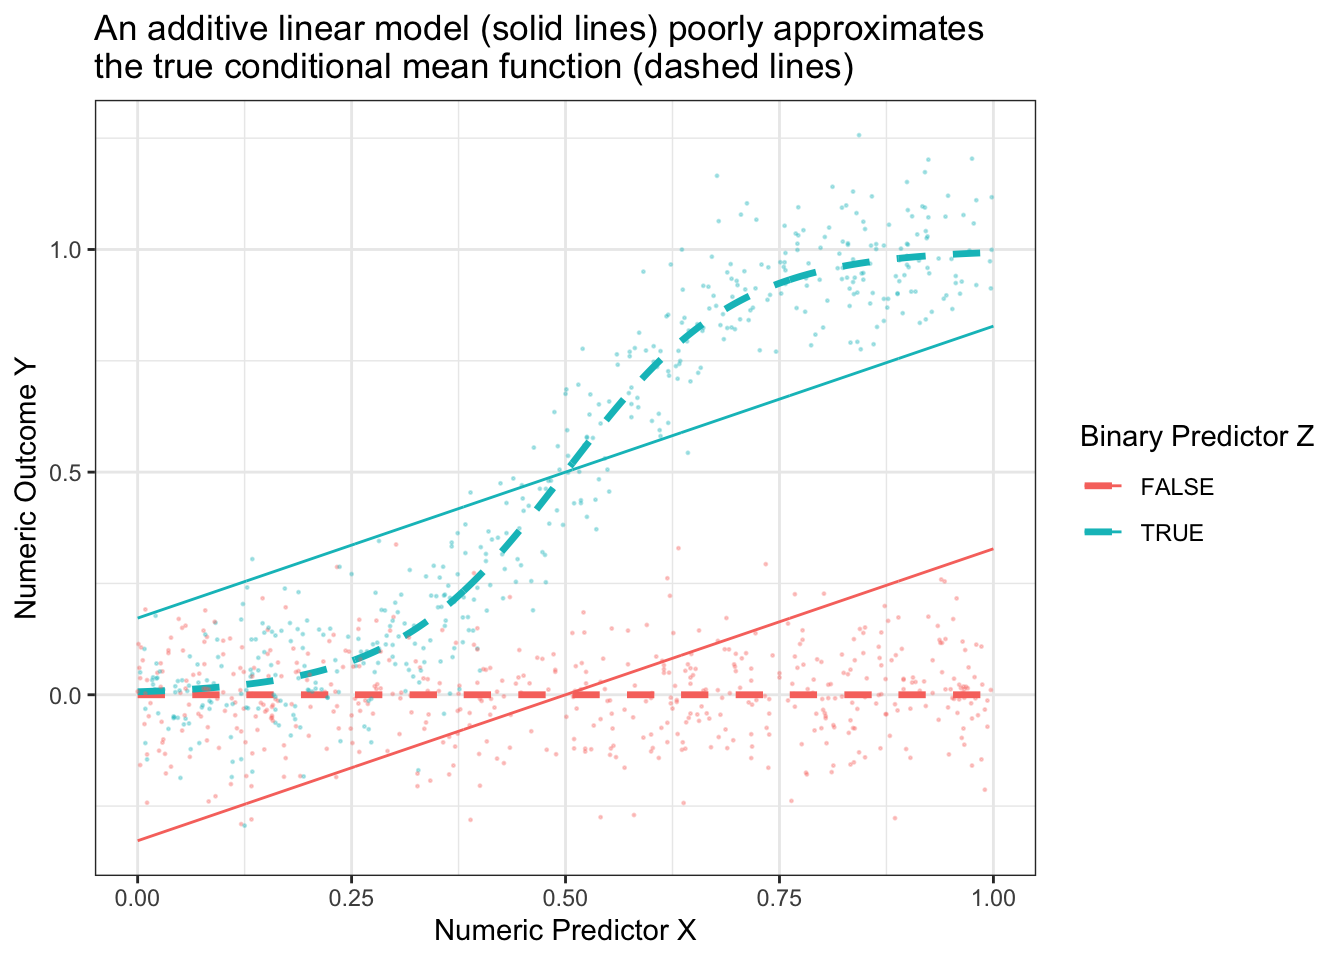 An additive linear model (solid lines) poorly approximates
the true conditional mean function (dashed lines)
Numeric Outcome Y
1.0
0.5
0.0
0.00 0.25 0.50 0.75 1.00
Numeric Predictor X
Binary Predictor Z
FALSE
TRUE